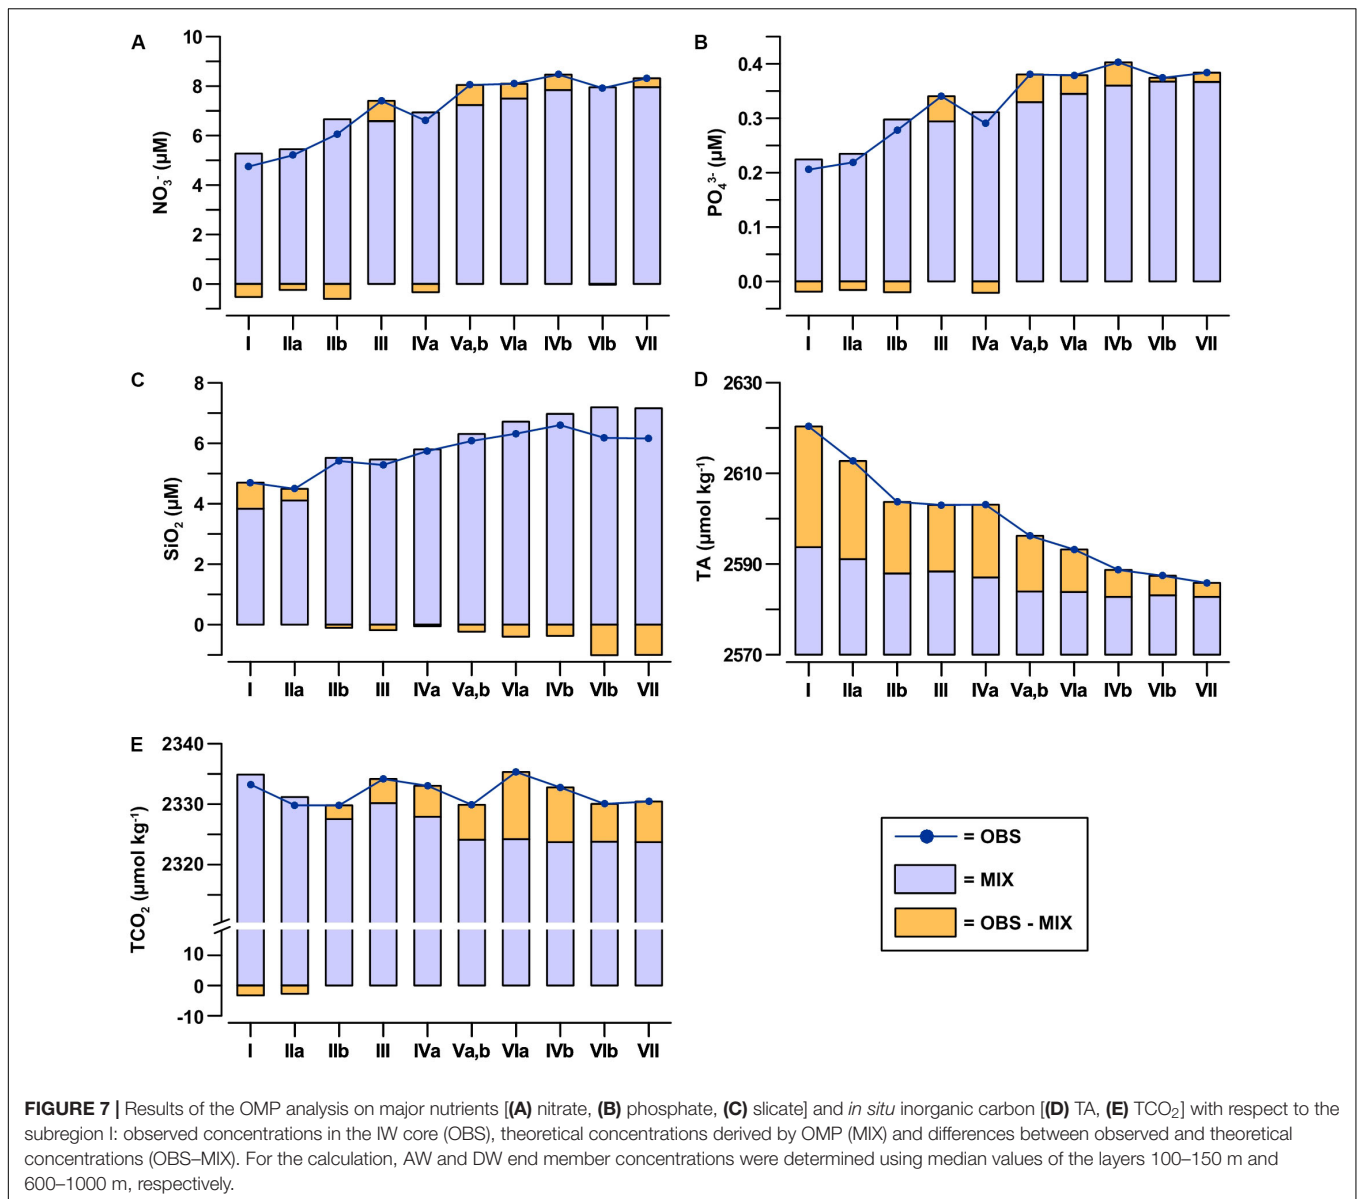 A
10
8
6
4
2
0
NO₃⁻ (µM)
I IIa IIb III IVa Va,b VIa IVb VIb VII
B
0.4
0.3
0.2
0.1
0.0
PO₄³⁻ (µM)
I IIa IIb III IVa Va,b VIa IVb VIb VII
C
8
6
4
2
0
SiO₂ (µM)
I IIa IIb III IVa Va,b VIa IVb VIb VII
D
2630
2610
2590
2570
TA (µmol kg⁻¹)
I IIa IIb III IVa Va,b VIa IVb VIb VII
E
2340
2330
2320
10
0
-10
TCO₂ (µmol kg⁻¹)
I IIa IIb III IVa Va,b VIa IVb VIb VII
= OBS
= MIX
= OBS - MIX
FIGURE 7 | Results of the OMP analysis on major nutrients [(A) nitrate, (B) phosphate, (C) slicate] and in situ inorganic carbon [(D) TA, (E) TCO₂] with respect to the
subregion I: observed concentrations in the IW core (OBS), theoretical concentrations derived by OMP (MIX) and differences between observed and theoretical
concentrations (OBS–MIX). For the calculation, AW and DW end member concentrations were determined using median values of the layers 100–150 m and
600–1000 m, respectively.